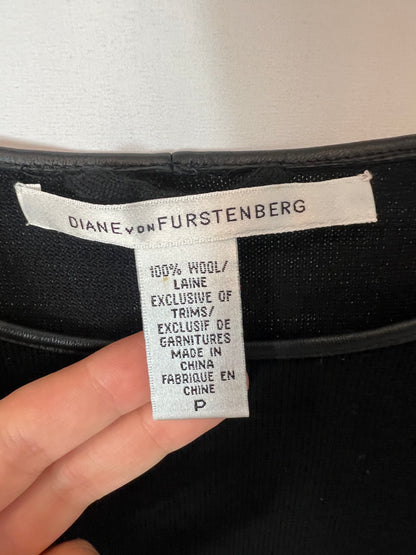 DIANE VON FURSTENBERG
100% WOOL/
LAINE
EXCLUSIVE OF
TRIMS/
EXCLUSIF DE
GARNITURES
MADE IN
CHINA
FABRIQUE EN
CHINE
P